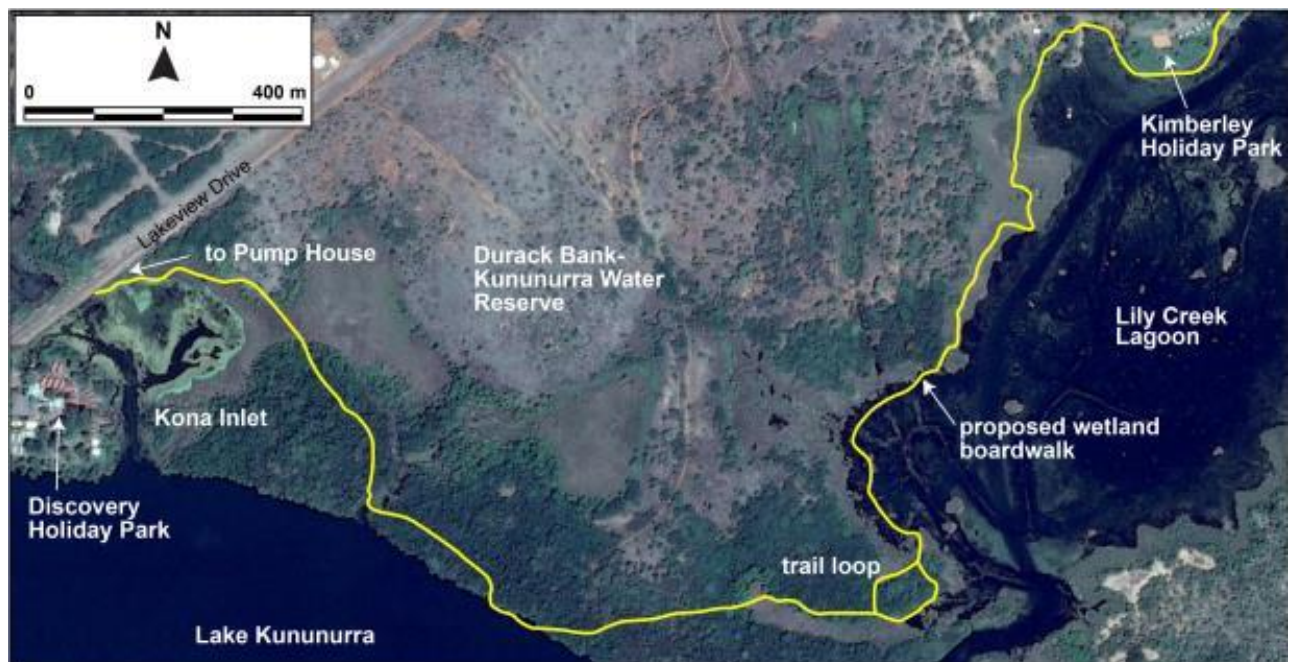 N
0 400 m
Kimberley
Holiday Park
Lakeview Drive
to Pump House
Durack Bank-
Kununurra Water
Reserve
Lily Creek
Lagoon
Kona Inlet
proposed wetland
boardwalk
Discovery
Holiday Park
trail loop
Lake Kununurra